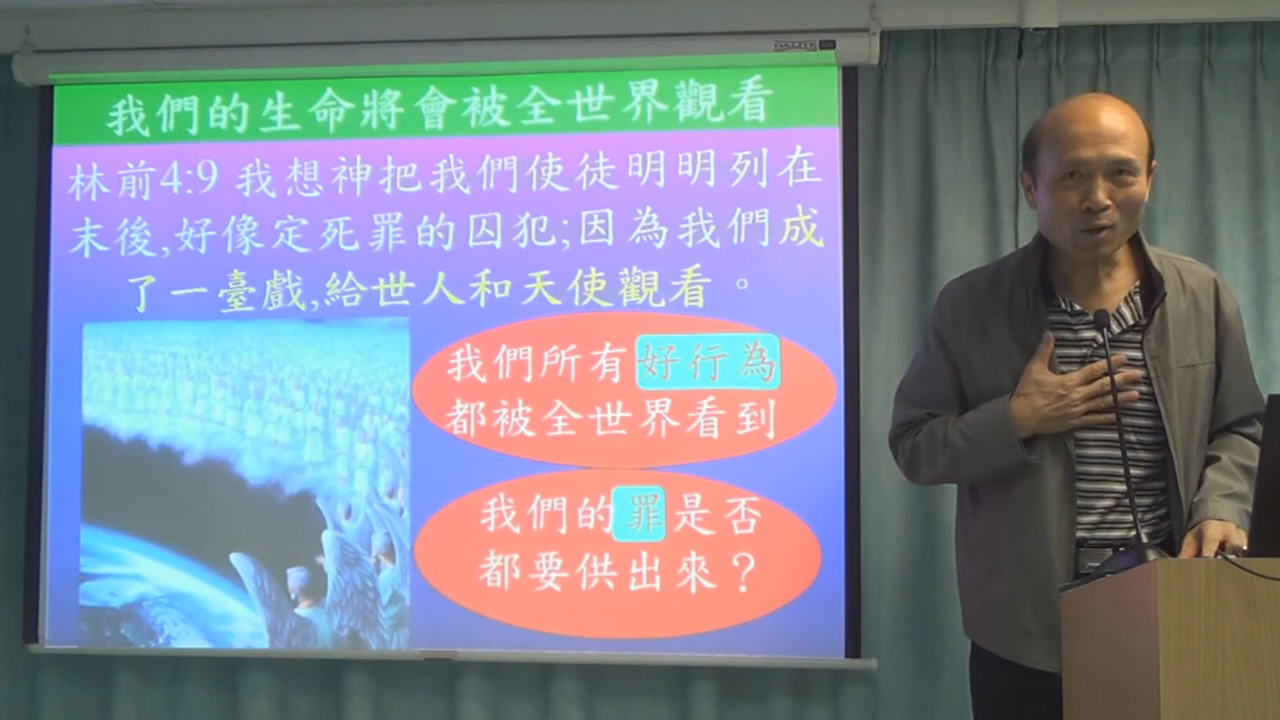 我們的生命將會被全世界觀看
林前4:9 我想神把我們使徒明明列在
末後,好像定死罪的囚犯;因為我們成
了一臺戲,給世人和天使觀看。
我們所有好行為
都被全世界看到
我們的罪是否
都要供出來？